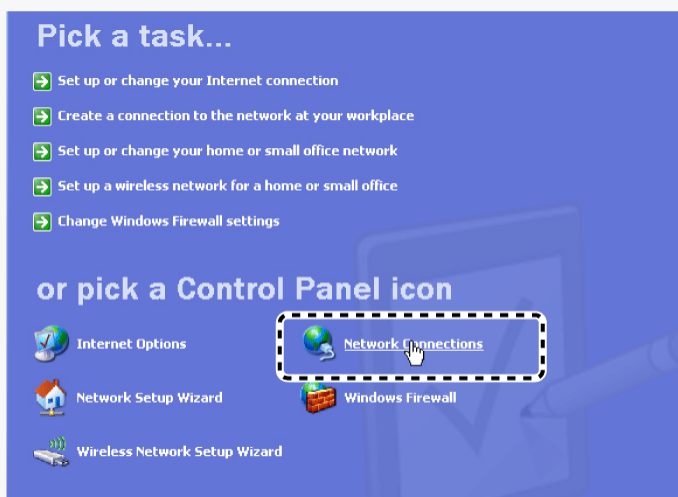 Pick a task...
Set up or change your Internet connection
Create a connection to the network at your workplace
Set up or change your home or small office network
Set up a wireless network for a home or small office
Change Windows Firewall settings
or pick a Control Panel icon
Internet Options
Network Connections
Network Setup Wizard
Windows Firewall
Wireless Network Setup Wizard